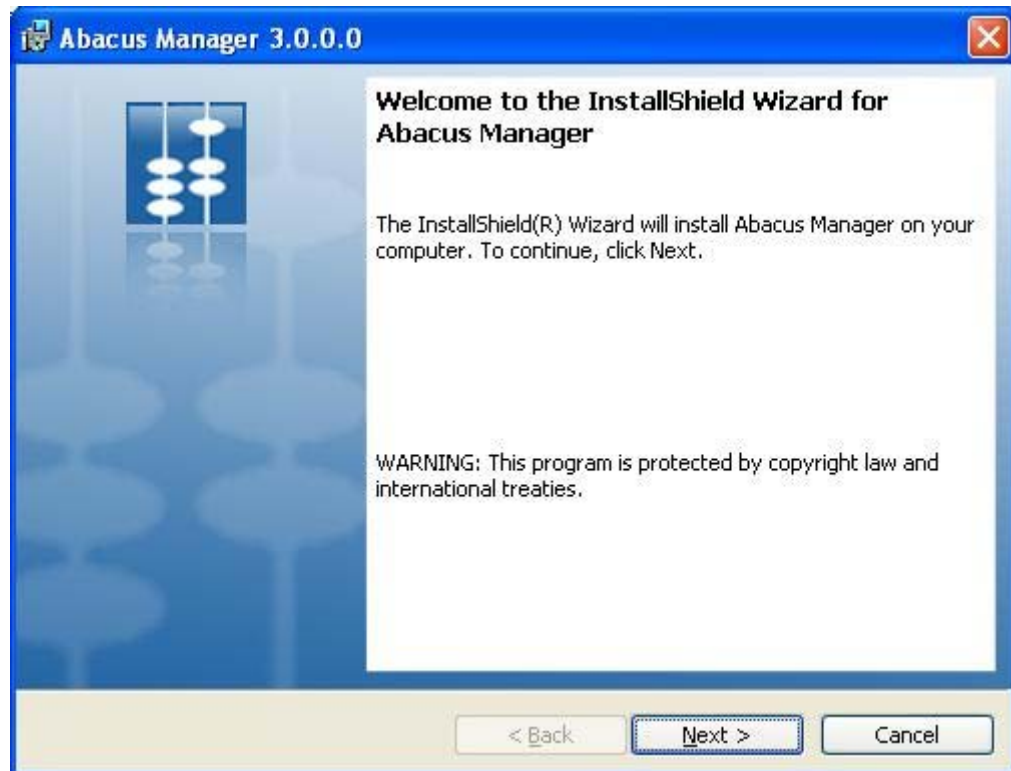 Abacus Manager 3.0.0.0
Welcome to the InstallShield Wizard for
Abacus Manager
The InstallShield(R) Wizard will install Abacus Manager on your
computer. To continue, click Next.
WARNING: This program is protected by copyright law and
international treaties.
< Back Next > Cancel